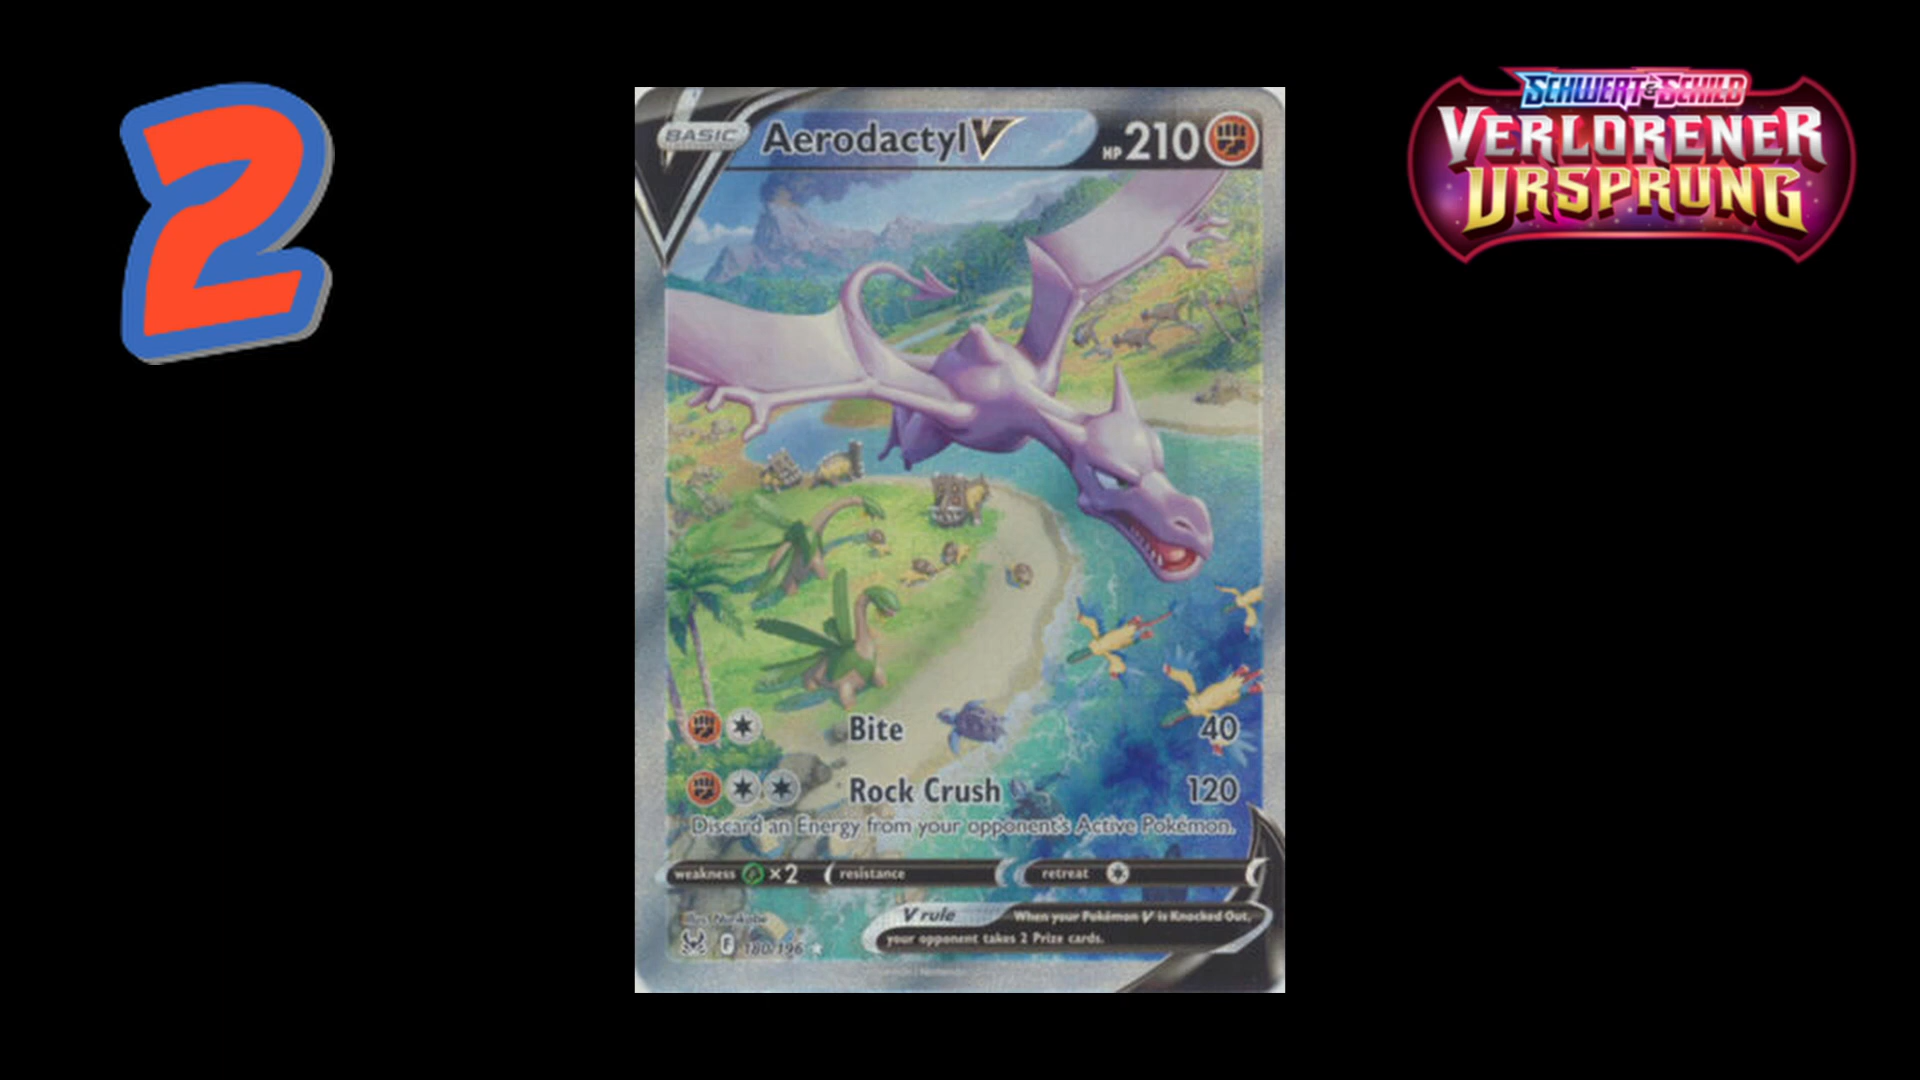 2
SCHWERT & SCHILD
VERLORENER
URSPRUNG
BASIC
Aerodactyl V
HP 210
Bite 40
Rock Crush 120
Discard an Energy from your opponent's Active Pokémon.
weakness ×2 resistance retreat
V rule When your Pokémon V is Knocked Out,
your opponent takes 2 Prize cards.
F 180/196